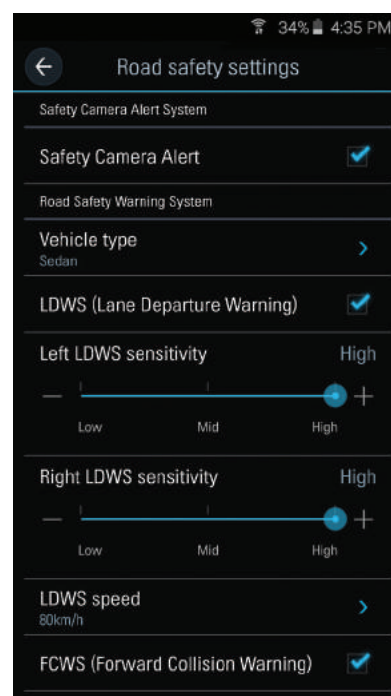 34% 4:35 PM
Road safety settings
Safety Camera Alert System
Safety Camera Alert
Road Safety Warning System
Vehicle type
Sedan
LDWS (Lane Departure Warning)
Left LDWS sensitivity High
Low Mid High
Right LDWS sensitivity High
Low Mid High
LDWS speed
80km/h
FCWS (Forward Collision Warning)